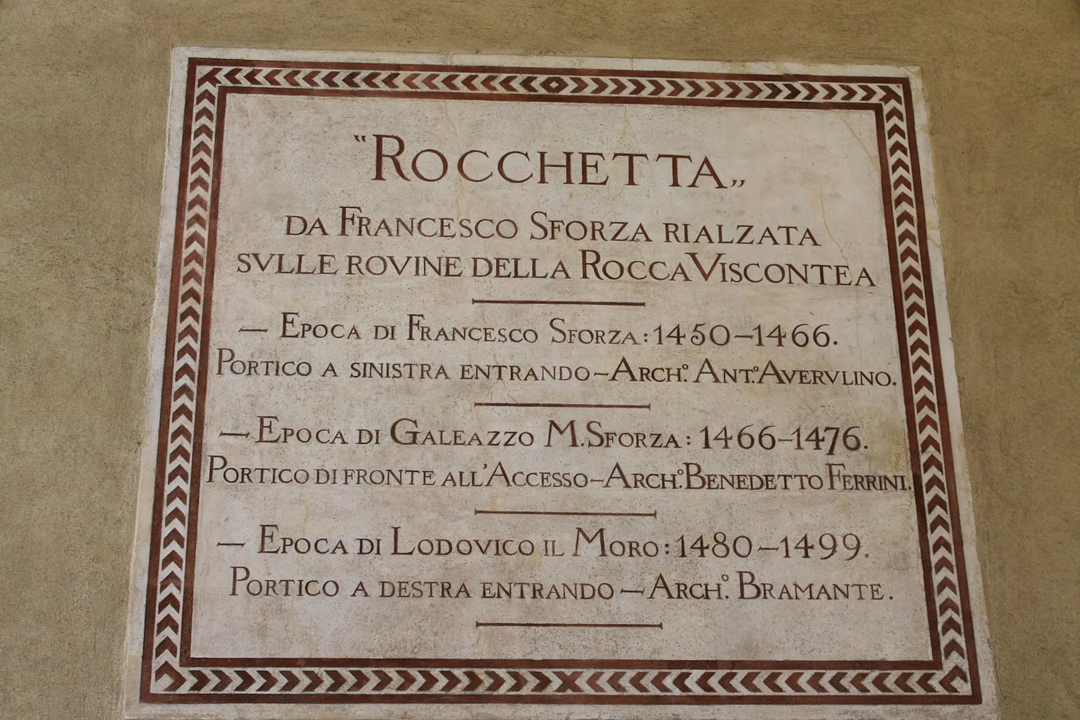 “ROCCHETTA„
DA FRANCESCO SFORZA RIALZATA
SVLLE ROVINE DELLA ROCCA VISCONTEA
— EPOCA DI FRANCESCO SFORZA: 1450–1466.
PORTICO A SINISTRA ENTRANDO – ARCH.º ANT.º AVERVLINO.
— EPOCA DI GALEAZZO M. SFORZA: 1466–1476.
PORTICO DI FRONTE ALL'ACCESSO – ARCH.º BENEDETTO FERRINI.
— EPOCA DI LODOVICO IL MORO: 1480–1499.
PORTICO A DESTRA ENTRANDO — ARCH.º BRAMANTE.